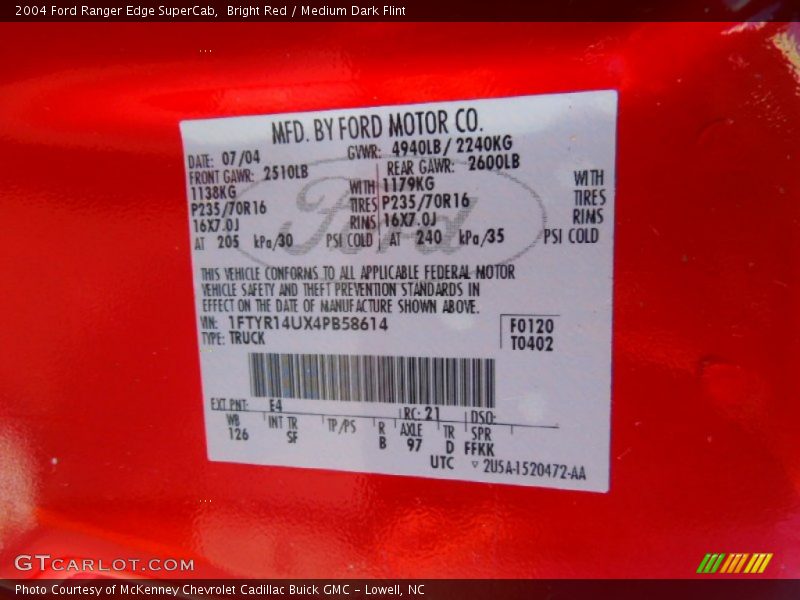 2004 Ford Ranger Edge SuperCab,  Bright Red / Medium Dark Flint
MFD. BY FORD MOTOR CO.
DATE: 07/04 GVWR: 4940LB/ 2240KG
FRONT GAWR: 2510LB REAR GAWR: 2600LB
1138KG WITH 1179KG WITH
P235/70R16 TIRES P235/70R16 TIRES
16X7.0J RIMS 16X7.0J RIMS
AT 205 kPa/30 PSI COLD AT 240 kPa/35 PSI COLD
Ford
THIS VEHICLE CONFORMS TO ALL APPLICABLE FEDERAL MOTOR
VEHICLE SAFETY AND THEFT PREVENTION STANDARDS IN
EFFECT ON THE DATE OF MANUFACTURE SHOWN ABOVE.
VIN: 1FTYR14UX4PB58614 F0120
TYPE: TRUCK T0402
EXT PNT: E4 RC: 21 DSO:
WB INT TR TP/PS R AXLE TR SPR
126 SF B 97 D FFKK
UTC ▽ 2U5A-1520472-AA
GTCARLOT.COM
Photo Courtesy of McKenney Chevrolet Cadillac Buick GMC - Lowell, NC